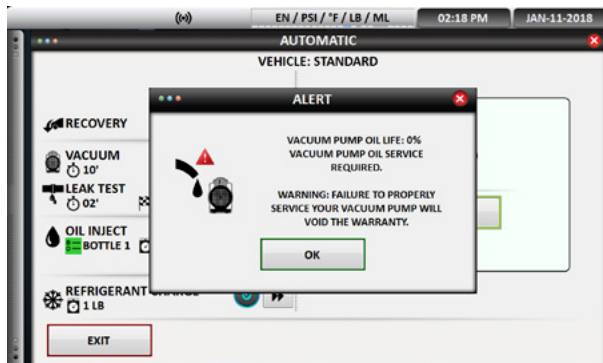 EN / PSI / °F / LB / ML
02:18 PM
JAN-11-2018
AUTOMATIC
VEHICLE: STANDARD
ALERT
RECOVERY
VACUUM
10'
LEAK TEST
02'
OIL INJECT
BOTTLE 1
REFRIGERANT
1 LB
VACUUM PUMP OIL LIFE: 0%
VACUUM PUMP OIL SERVICE
REQUIRED.
WARNING: FAILURE TO PROPERLY
SERVICE YOUR VACUUM PUMP WILL
VOID THE WARRANTY.
OK
EXIT